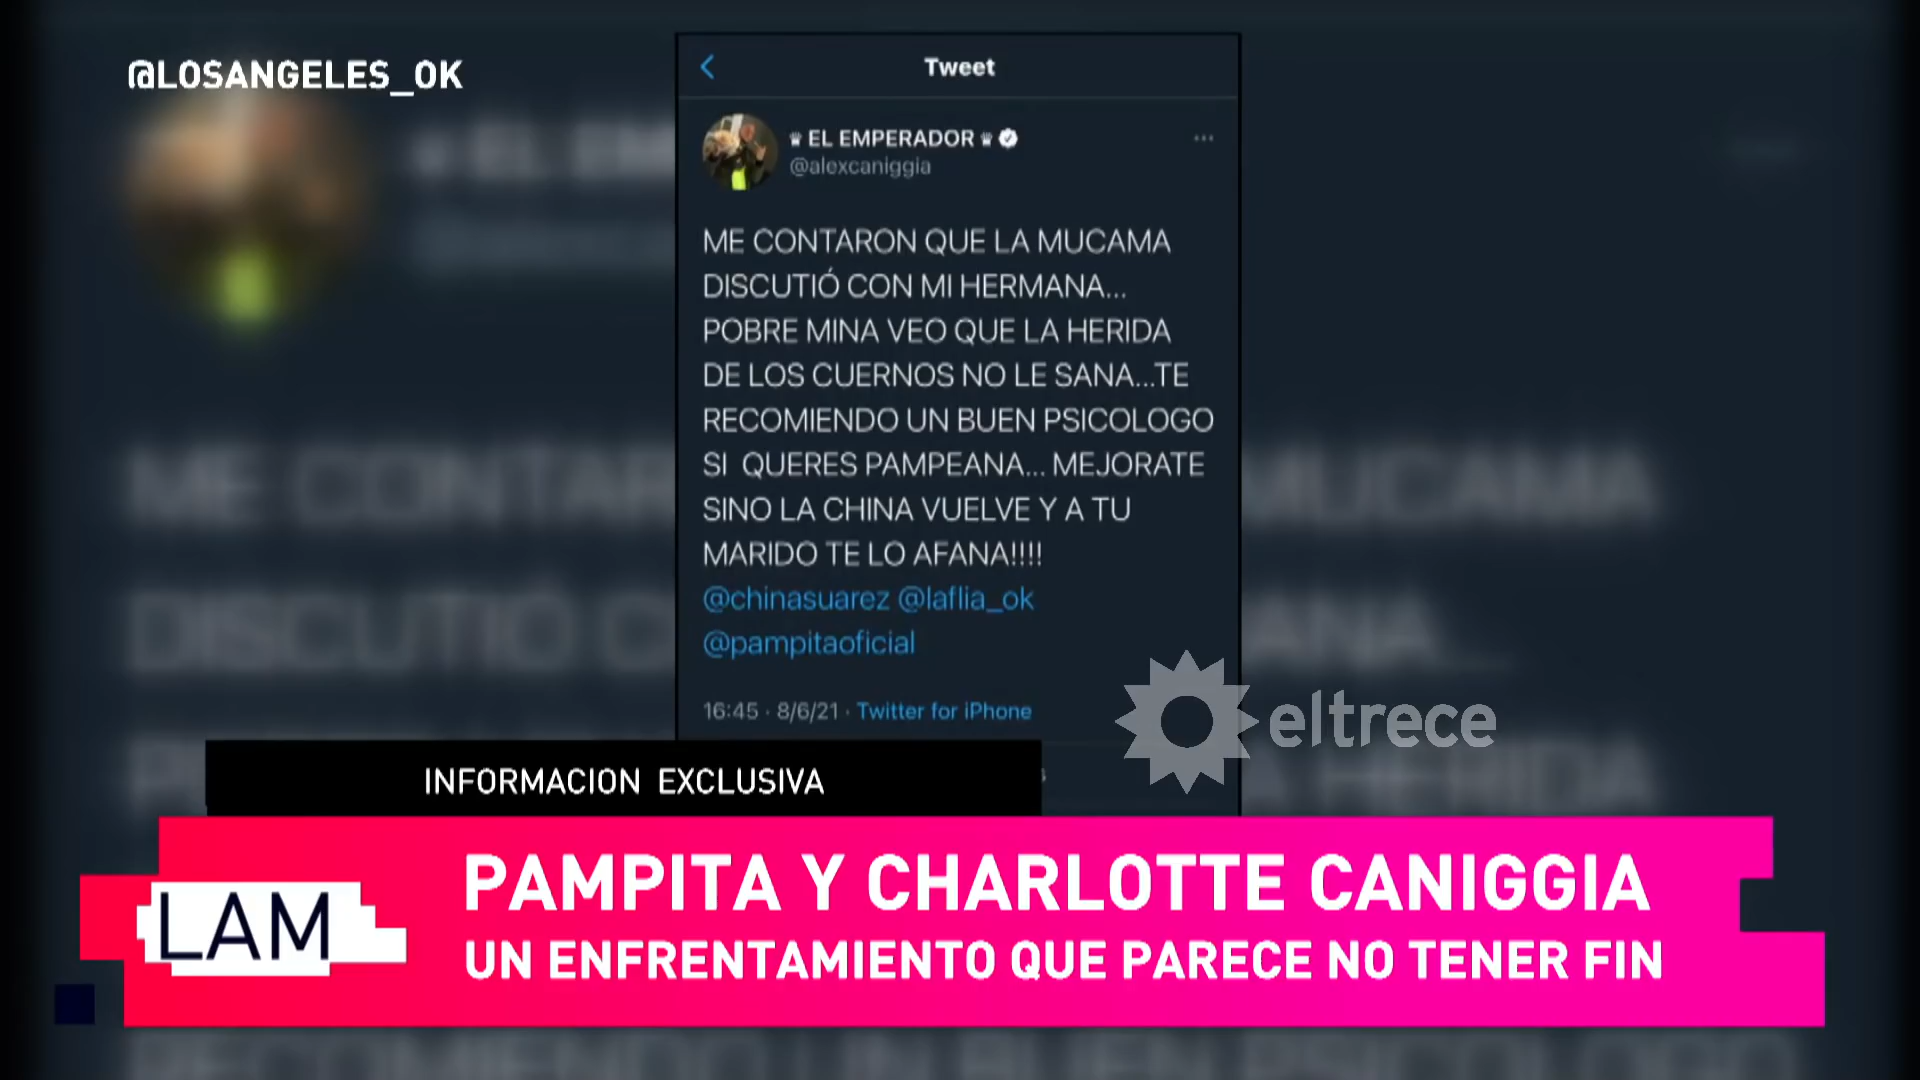 @LOSANGELES_OK
Tweet
EL EMPERADOR
@alexcaniggia
ME CONTARON QUE LA MUCAMA
DISCUTIÓ CON MI HERMANA...
POBRE MINA VEO QUE LA HERIDA
DE LOS CUERNOS NO LE SANA...TE
RECOMIENDO UN BUEN PSICOLOGO
SI QUERES PAMPEANA... MEJORATE
SINO LA CHINA VUELVE Y A TU
MARIDO TE LO AFANA!!!!
@chinasuarez @laflia_ok
@pampitaoficial
16:45 · 8/6/21 · Twitter for iPhone
eltrece
INFORMACION EXCLUSIVA
LAM
PAMPITA Y CHARLOTTE CANIGGIA
UN ENFRENTAMIENTO QUE PARECE NO TENER FIN